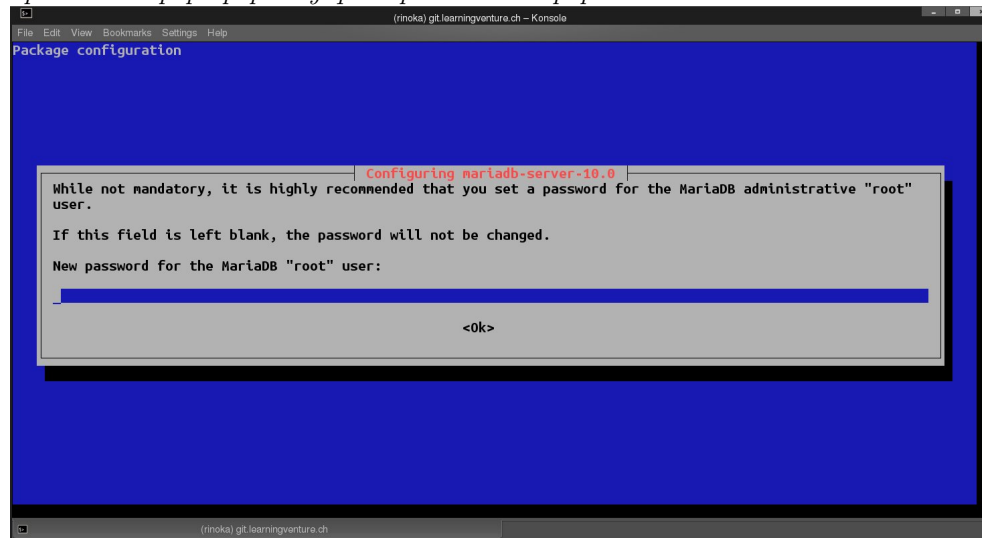 (rinoka) git.learningventure.ch – Konsole
File Edit View Bookmarks Settings Help
Package configuration
Configuring mariadb-server-10.0
While not mandatory, it is highly recommended that you set a password for the MariaDB administrative "root"
user.
If this field is left blank, the password will not be changed.
New password for the MariaDB "root" user:
<Ok>
(rinoka) git.learningventure.ch